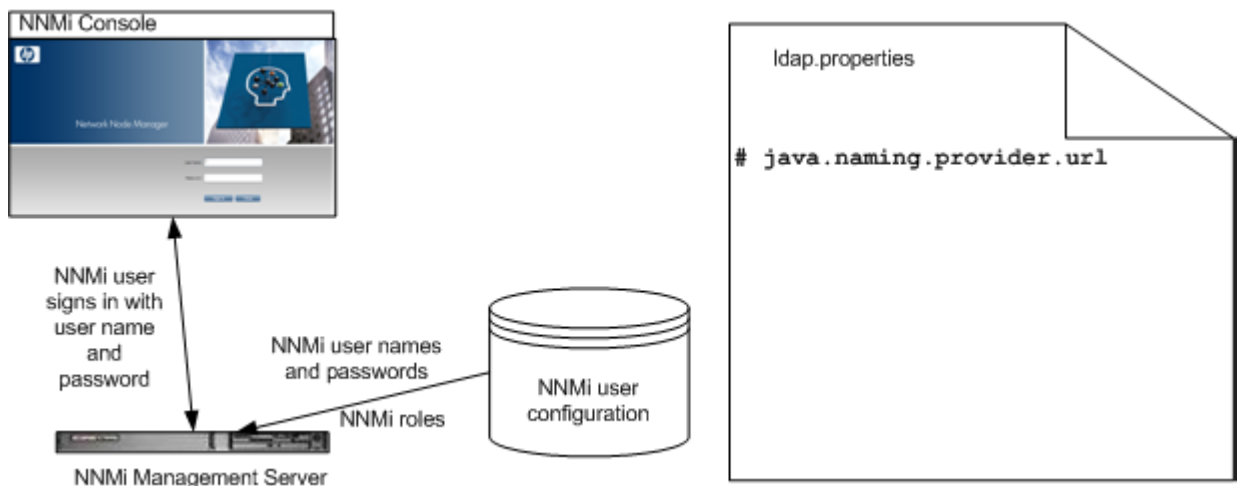 NNMi Console
hp
Network Node Manager
NNMi user
signs in with
user name
and
password
NNMi user names
and passwords
NNMi roles
NNMi user
configuration
NNMi Management Server
ldap.properties
# java.naming.provider.url